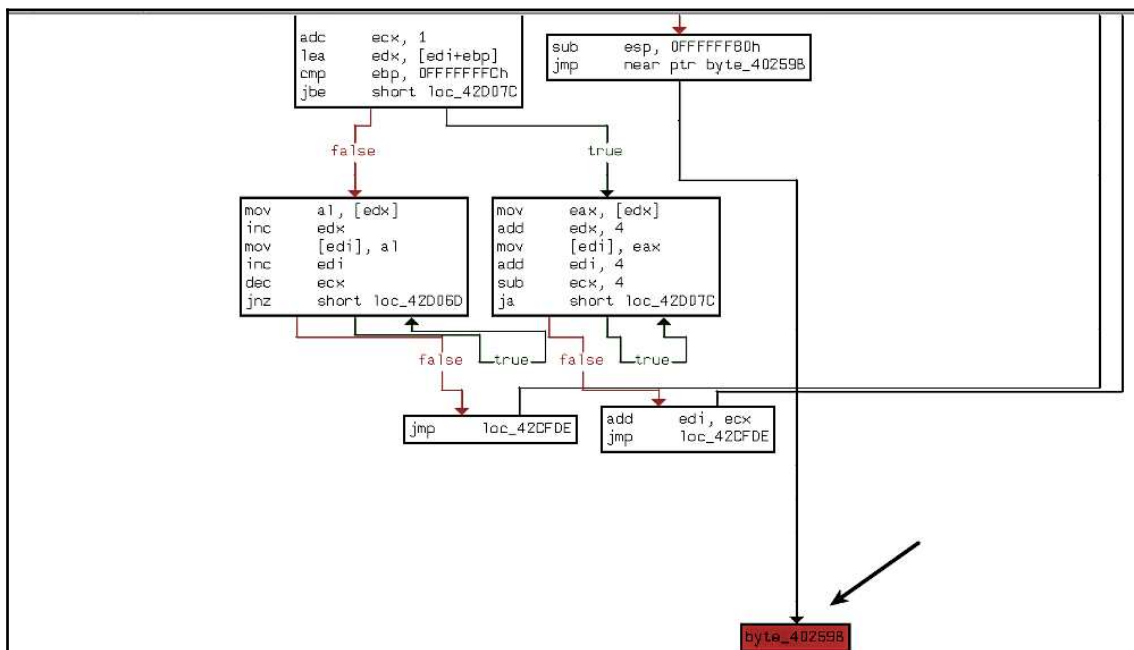 adc ecx, 1
lea edx, [edi+ebp]
cmp ebp, 0FFFFFFFCh
jbe short loc_42D07C
sub esp, 0FFFFFF80h
jmp near ptr byte_40259B
false
true
mov al, [edx]
inc edx
mov [edi], al
inc edi
dec ecx
jnz short loc_42D06D
mov eax, [edx]
add edx, 4
mov [edi], eax
add edi, 4
sub ecx, 4
ja short loc_42D07C
false
true
false
true
jmp loc_42CFDE
add edi, ecx
jmp loc_42CFDE
byte_40259B